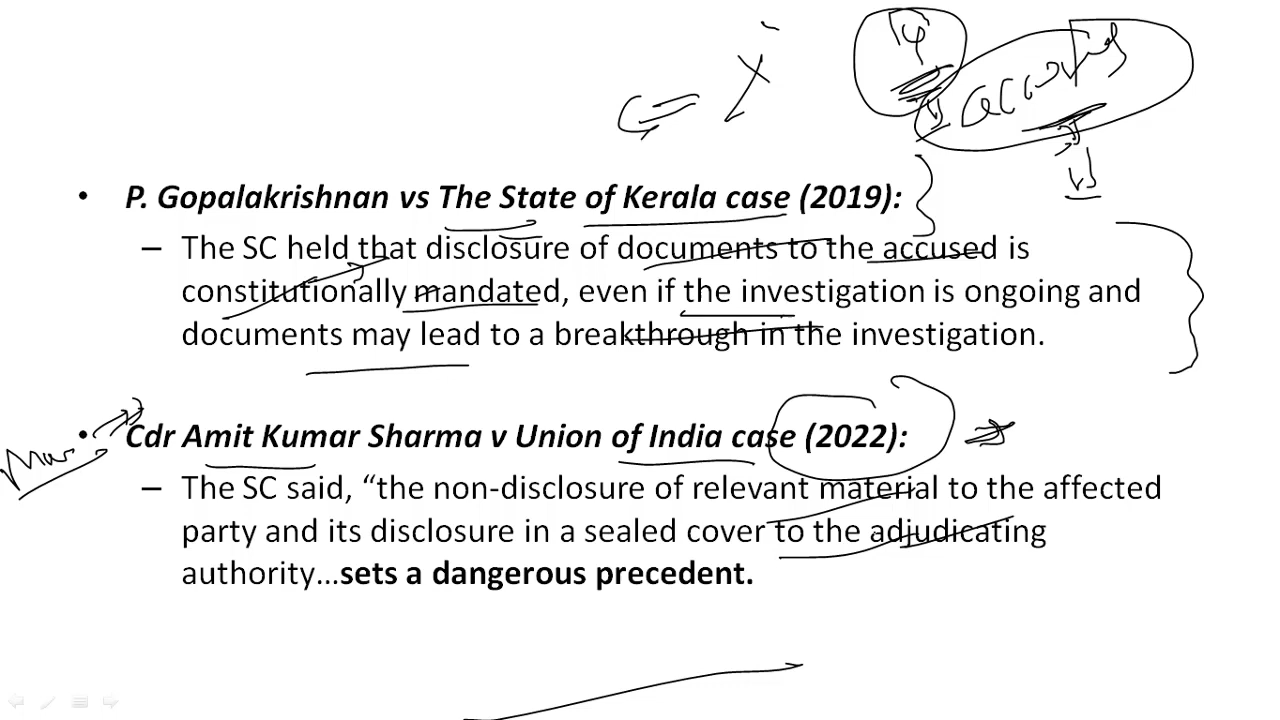 • P. Gopalakrishnan vs The State of Kerala case (2019):
– The SC held that disclosure of documents to the accused is
constitutionally mandated, even if the investigation is ongoing and
documents may lead to a breakthrough in the investigation.
• Cdr Amit Kumar Sharma v Union of India case (2022):
– The SC said, “the non-disclosure of relevant material to the affected
party and its disclosure in a sealed cover to the adjudicating
authority…sets a dangerous precedent.